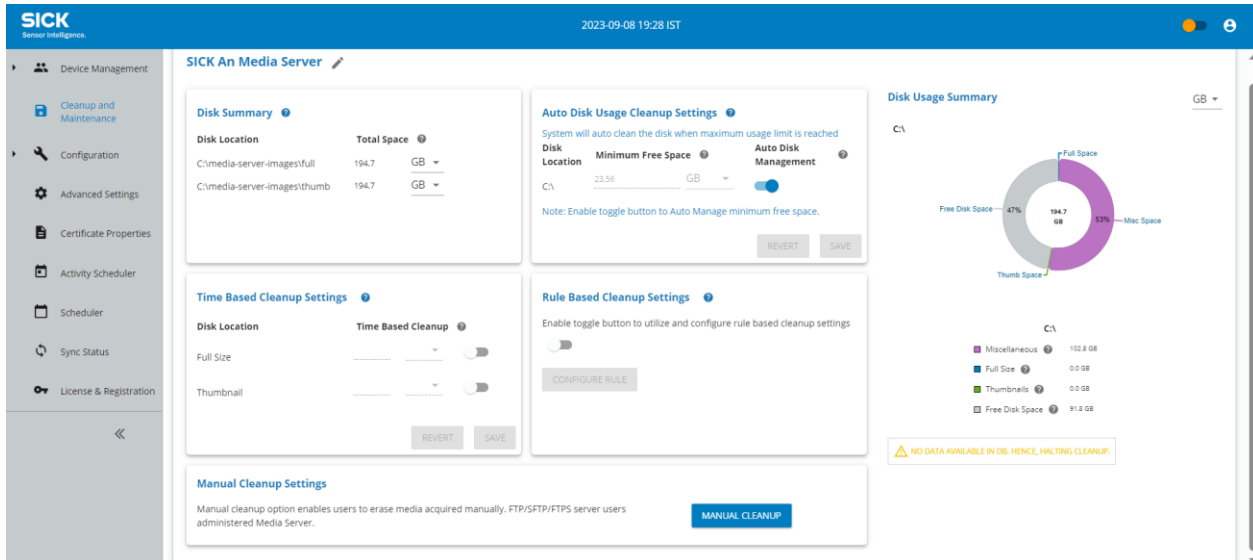 SICK
Sensor Intelligence.
2023-09-08 19:28 IST
Device Management
Cleanup and
Maintenance
Configuration
Advanced Settings
Certificate Properties
Activity Scheduler
Scheduler
Sync Status
License & Registration
SICK An Media Server
Disk Summary
Disk Location Total Space
C:\media-server-images\full 194.7 GB
C:\media-server-images\thumb 194.7 GB
Auto Disk Usage Cleanup Settings
System will auto clean the disk when maximum usage limit is reached
Disk
Location
Minimum Free Space
Auto Disk
Management
C:\ 23.56 GB
Note: Enable toggle button to Auto Manage minimum free space.
REVERT SAVE
Time Based Cleanup Settings
Disk Location Time Based Cleanup
Full Size
Thumbnail
REVERT SAVE
Rule Based Cleanup Settings
Enable toggle button to utilize and configure rule based cleanup settings
CONFIGURE RULE
Manual Cleanup Settings
Manual cleanup option enables users to erase media acquired manually. FTP/SFTP/FTPS server users
administered Media Server.
MANUAL CLEANUP
Disk Usage Summary GB
C:\
Full Space
Free Disk Space 47% 194.7 53% Misc Space
GB
Thumb Space
C:\
Miscellaneous 102.8 GB
Full Size 0.0 GB
Thumbnails 0.0 GB
Free Disk Space 91.8 GB
NO DATA AVAILABLE IN DB. HENCE, HALTING CLEANUP.